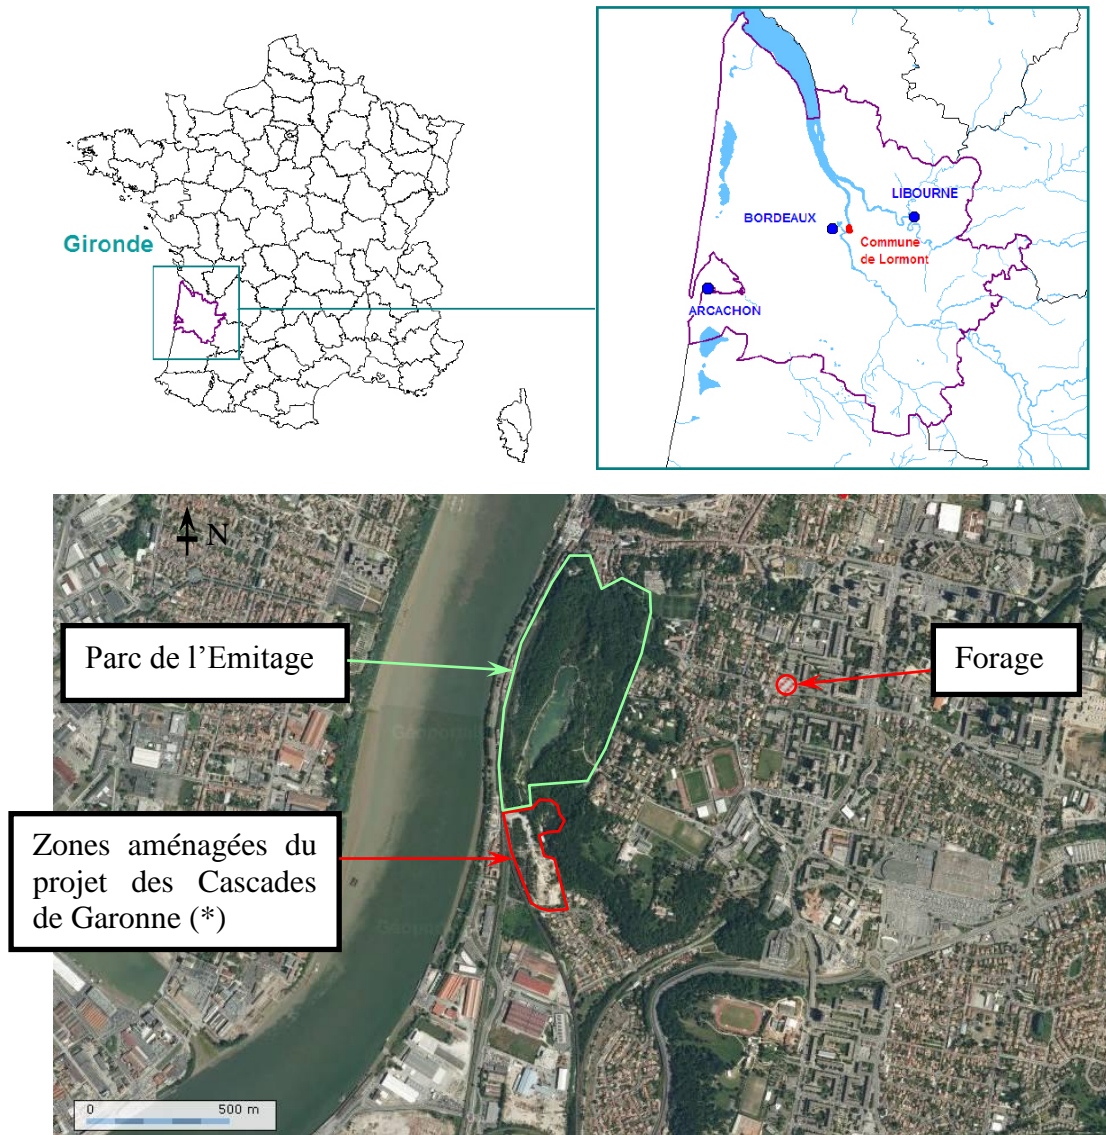 Gironde
BORDEAUX
LIBOURNE
Commune
de Lormont
ARCACHON
N
Parc de l'Emitage
Forage
Zones aménagées du
projet des Cascades
de Garonne (*)
0 500 m